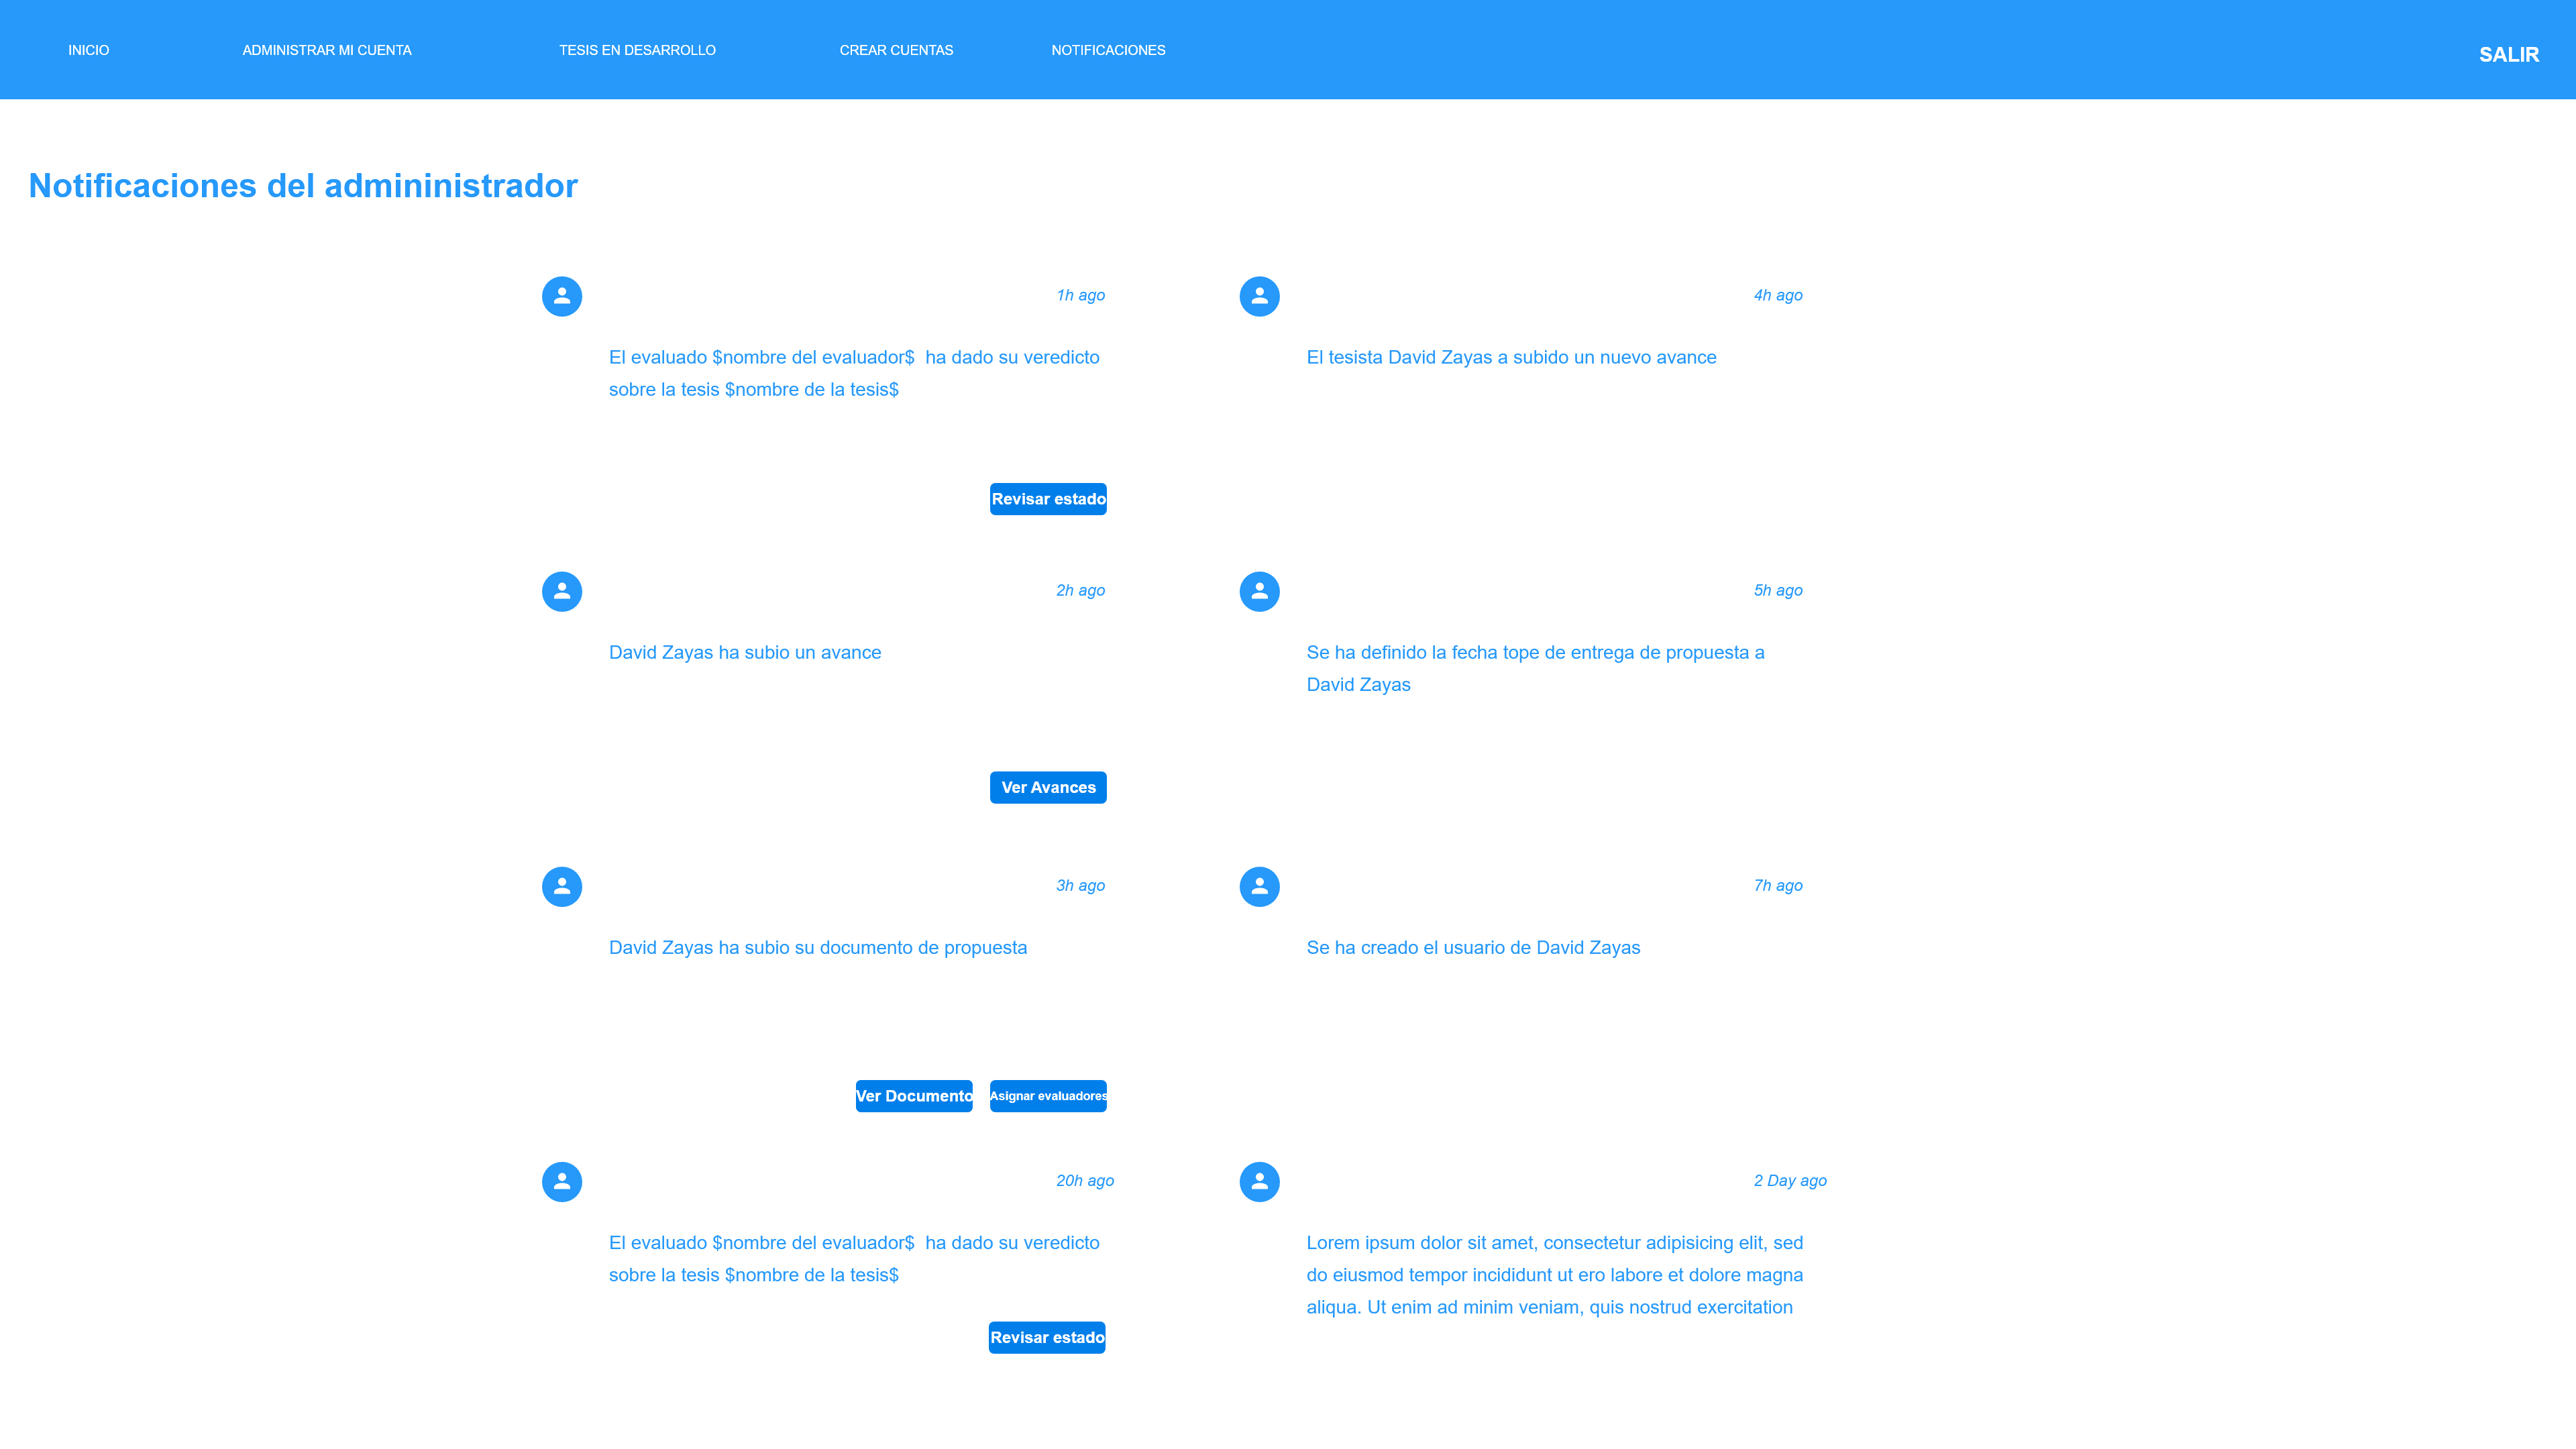 INICIO
ADMINISTRAR MI CUENTA
TESIS EN DESARROLLO
CREAR CUENTAS
NOTIFICACIONES
SALIR
Notificaciones del admininistrador
1h ago
El evaluado $nombre del evaluador$  ha dado su veredicto
sobre la tesis $nombre de la tesis$
Revisar estado
4h ago
El tesista David Zayas a subido un nuevo avance
2h ago
David Zayas ha subio un avance
Ver Avances
5h ago
Se ha definido la fecha tope de entrega de propuesta a
David Zayas
3h ago
David Zayas ha subio su documento de propuesta
Ver Documento
Asignar evaluadores
7h ago
Se ha creado el usuario de David Zayas
20h ago
El evaluado $nombre del evaluador$  ha dado su veredicto
sobre la tesis $nombre de la tesis$
Revisar estado
2 Day ago
Lorem ipsum dolor sit amet, consectetur adipisicing elit, sed
do eiusmod tempor incididunt ut ero labore et dolore magna
aliqua. Ut enim ad minim veniam, quis nostrud exercitation